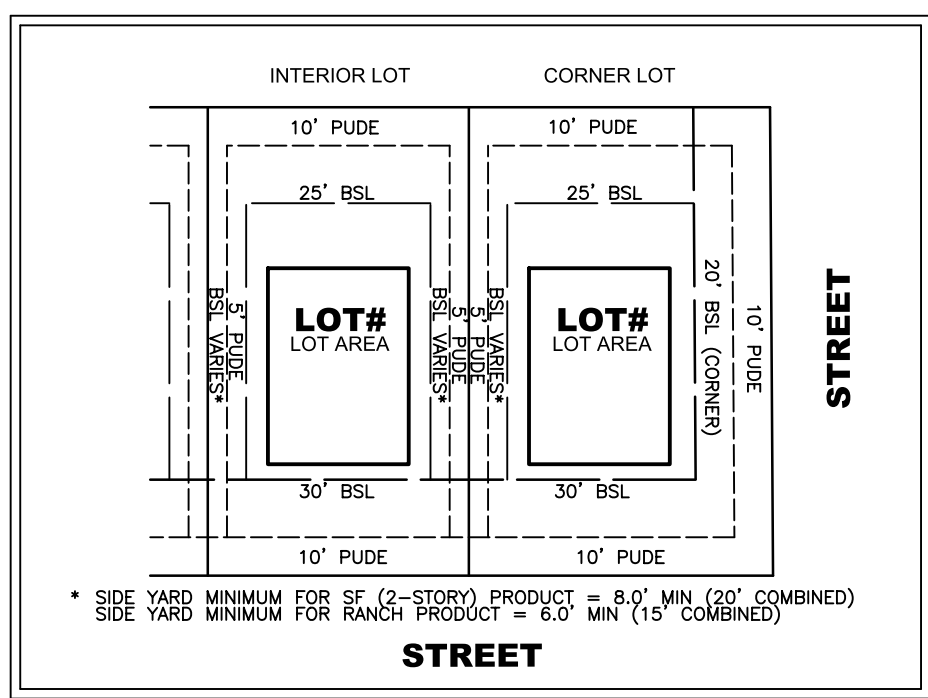 INTERIOR LOT
CORNER LOT
10' PUDE
10' PUDE
25' BSL
25' BSL
BSL VARIES*
5' PUDE
LOT#
LOT AREA
BSL VARIES*
5' PUDE
5' PUDE
BSL VARIES*
LOT#
LOT AREA
20' BSL (CORNER)
10' PUDE
STREET
30' BSL
30' BSL
10' PUDE
10' PUDE
* SIDE YARD MINIMUM FOR SF (2-STORY) PRODUCT = 8.0' MIN (20' COMBINED)
SIDE YARD MINIMUM FOR RANCH PRODUCT = 6.0' MIN (15' COMBINED)
STREET